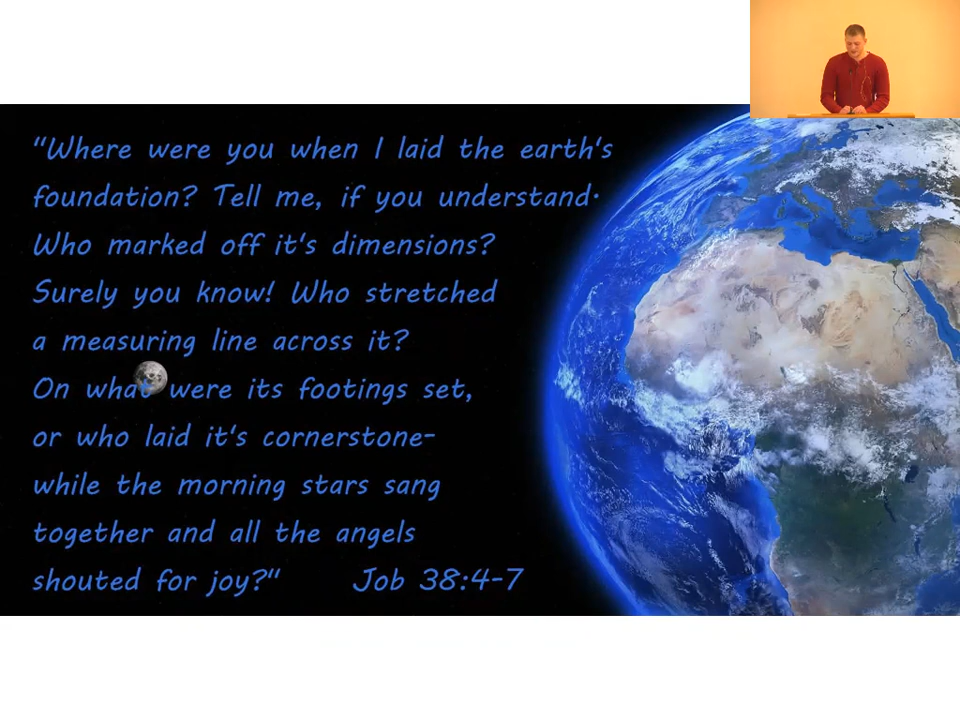 "Where were you when I laid the earth's
foundation? Tell me, if you understand.
Who marked off it's dimensions?
Surely you know! Who stretched
a measuring line across it?
On what were its footings set,
or who laid it's cornerstone-
while the morning stars sang
together and all the angels
shouted for joy?" Job 38:4-7